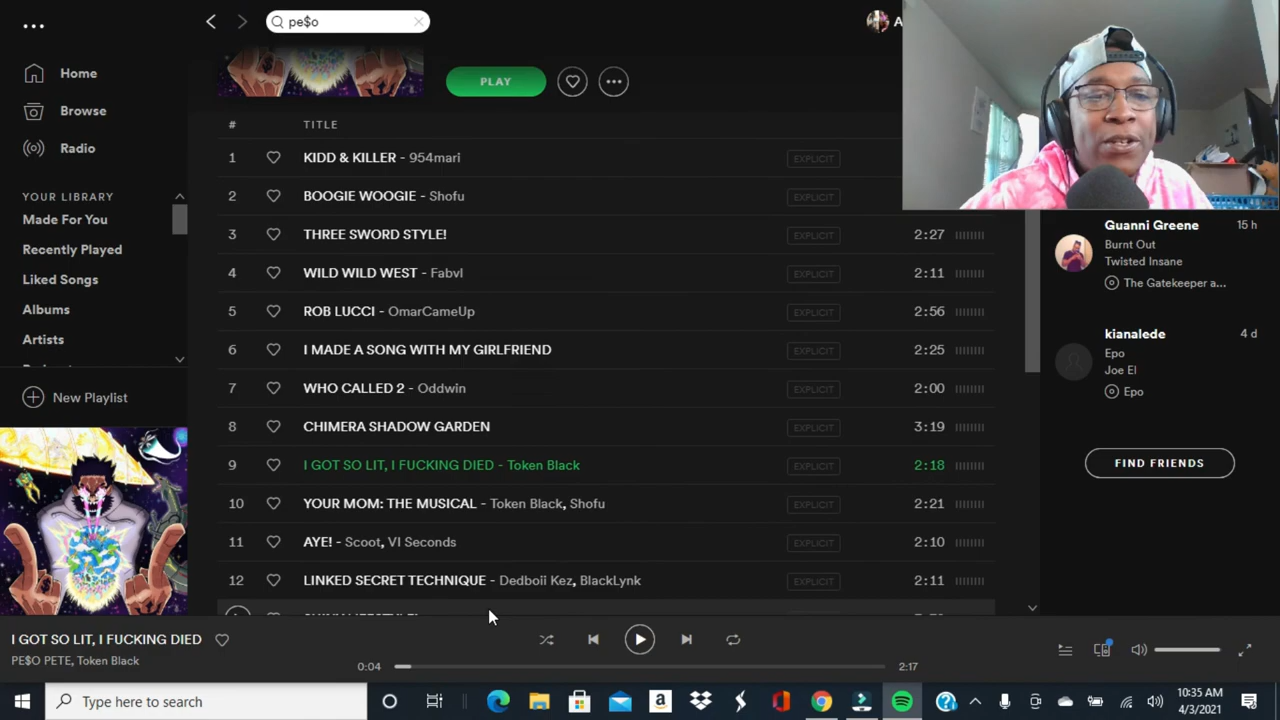 pe$o
A
Home
Browse
Radio
YOUR LIBRARY
Made For You
Recently Played
Liked Songs
Albums
Artists
New Playlist
PLAY
# TITLE
1 KIDD & KILLER - 954mari EXPLICIT
2 BOOGIE WOOGIE - Shofu EXPLICIT
3 THREE SWORD STYLE! EXPLICIT 2:27
4 WILD WILD WEST - Fabvl EXPLICIT 2:11
5 ROB LUCCI - OmarCameUp EXPLICIT 2:56
6 I MADE A SONG WITH MY GIRLFRIEND EXPLICIT 2:25
7 WHO CALLED 2 - Oddwin EXPLICIT 2:00
8 CHIMERA SHADOW GARDEN EXPLICIT 3:19
9 I GOT SO LIT, I FUCKING DIED - Token Black EXPLICIT 2:18
10 YOUR MOM: THE MUSICAL - Token Black, Shofu EXPLICIT 2:21
11 AYE! - Scoot, VI Seconds EXPLICIT 2:10
12 LINKED SECRET TECHNIQUE - Dedboii Kez, BlackLynk EXPLICIT 2:11
Guanni Greene 15 h
Burnt Out
Twisted Insane
The Gatekeeper a...
kianalede 4 d
Epo
Joe El
Epo
FIND FRIENDS
I GOT SO LIT, I FUCKING DIED
PE$O PETE, Token Black
0:04 2:17
Type here to search
10:35 AM
4/3/2021